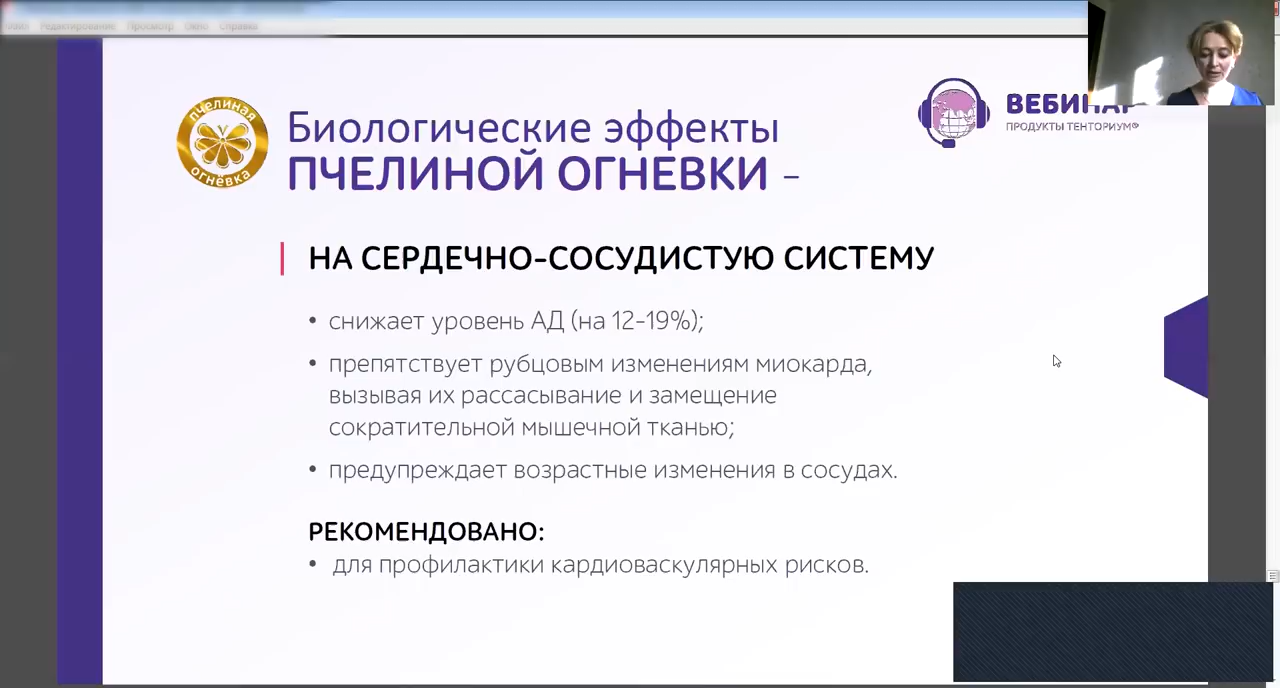 Редактирование Просмотр Окно Справка
пчелиная
огнёвка
Биологические эффекты
ПЧЕЛИНОЙ ОГНЕВКИ –
ВЕБИНАР
ПРОДУКТЫ ТЕНТОРИУМ®
НА СЕРДЕЧНО-СОСУДИСТУЮ СИСТЕМУ
• снижает уровень АД (на 12-19%);
• препятствует рубцовым изменениям миокарда,
вызывая их рассасывание и замещение
сократительной мышечной тканью;
• предупреждает возрастные изменения в сосудах.
РЕКОМЕНДОВАНО:
• для профилактики кардиоваскулярных рисков.